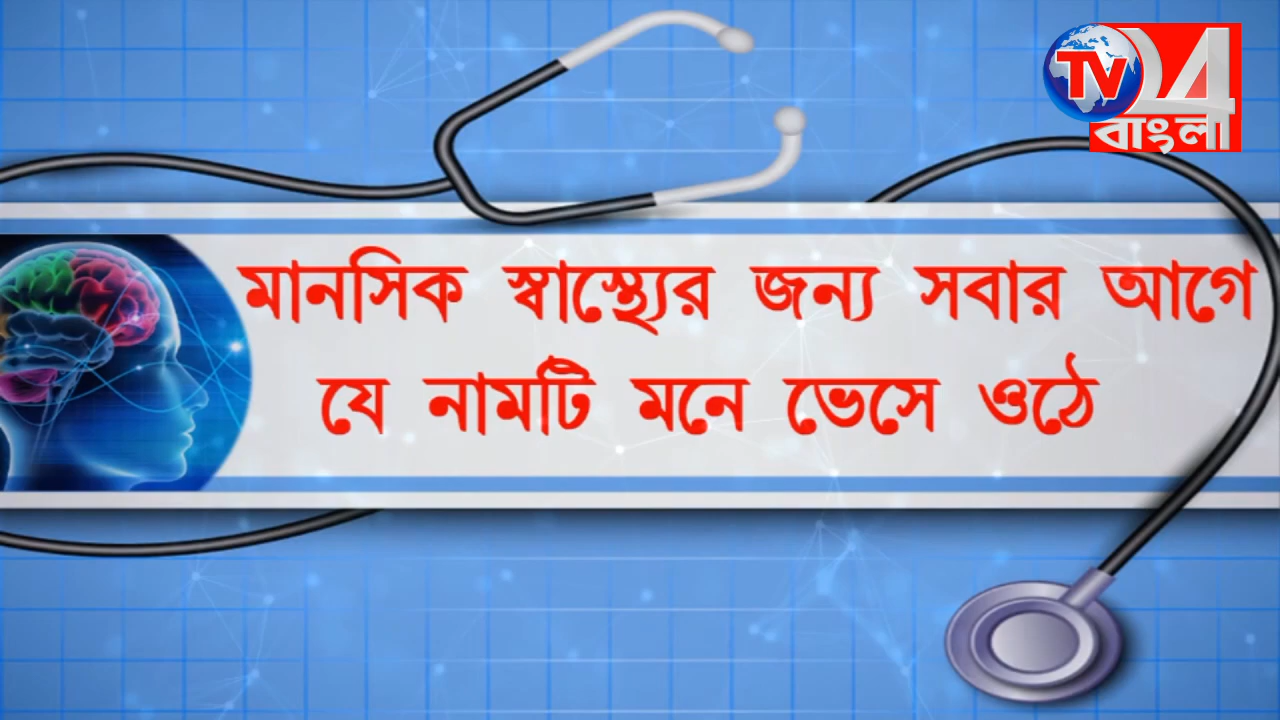 TV 24
বাংলা
মানসিক স্বাস্থ্যের জন্য সবার আগে
যে নামটি মনে ভেসে ওঠে